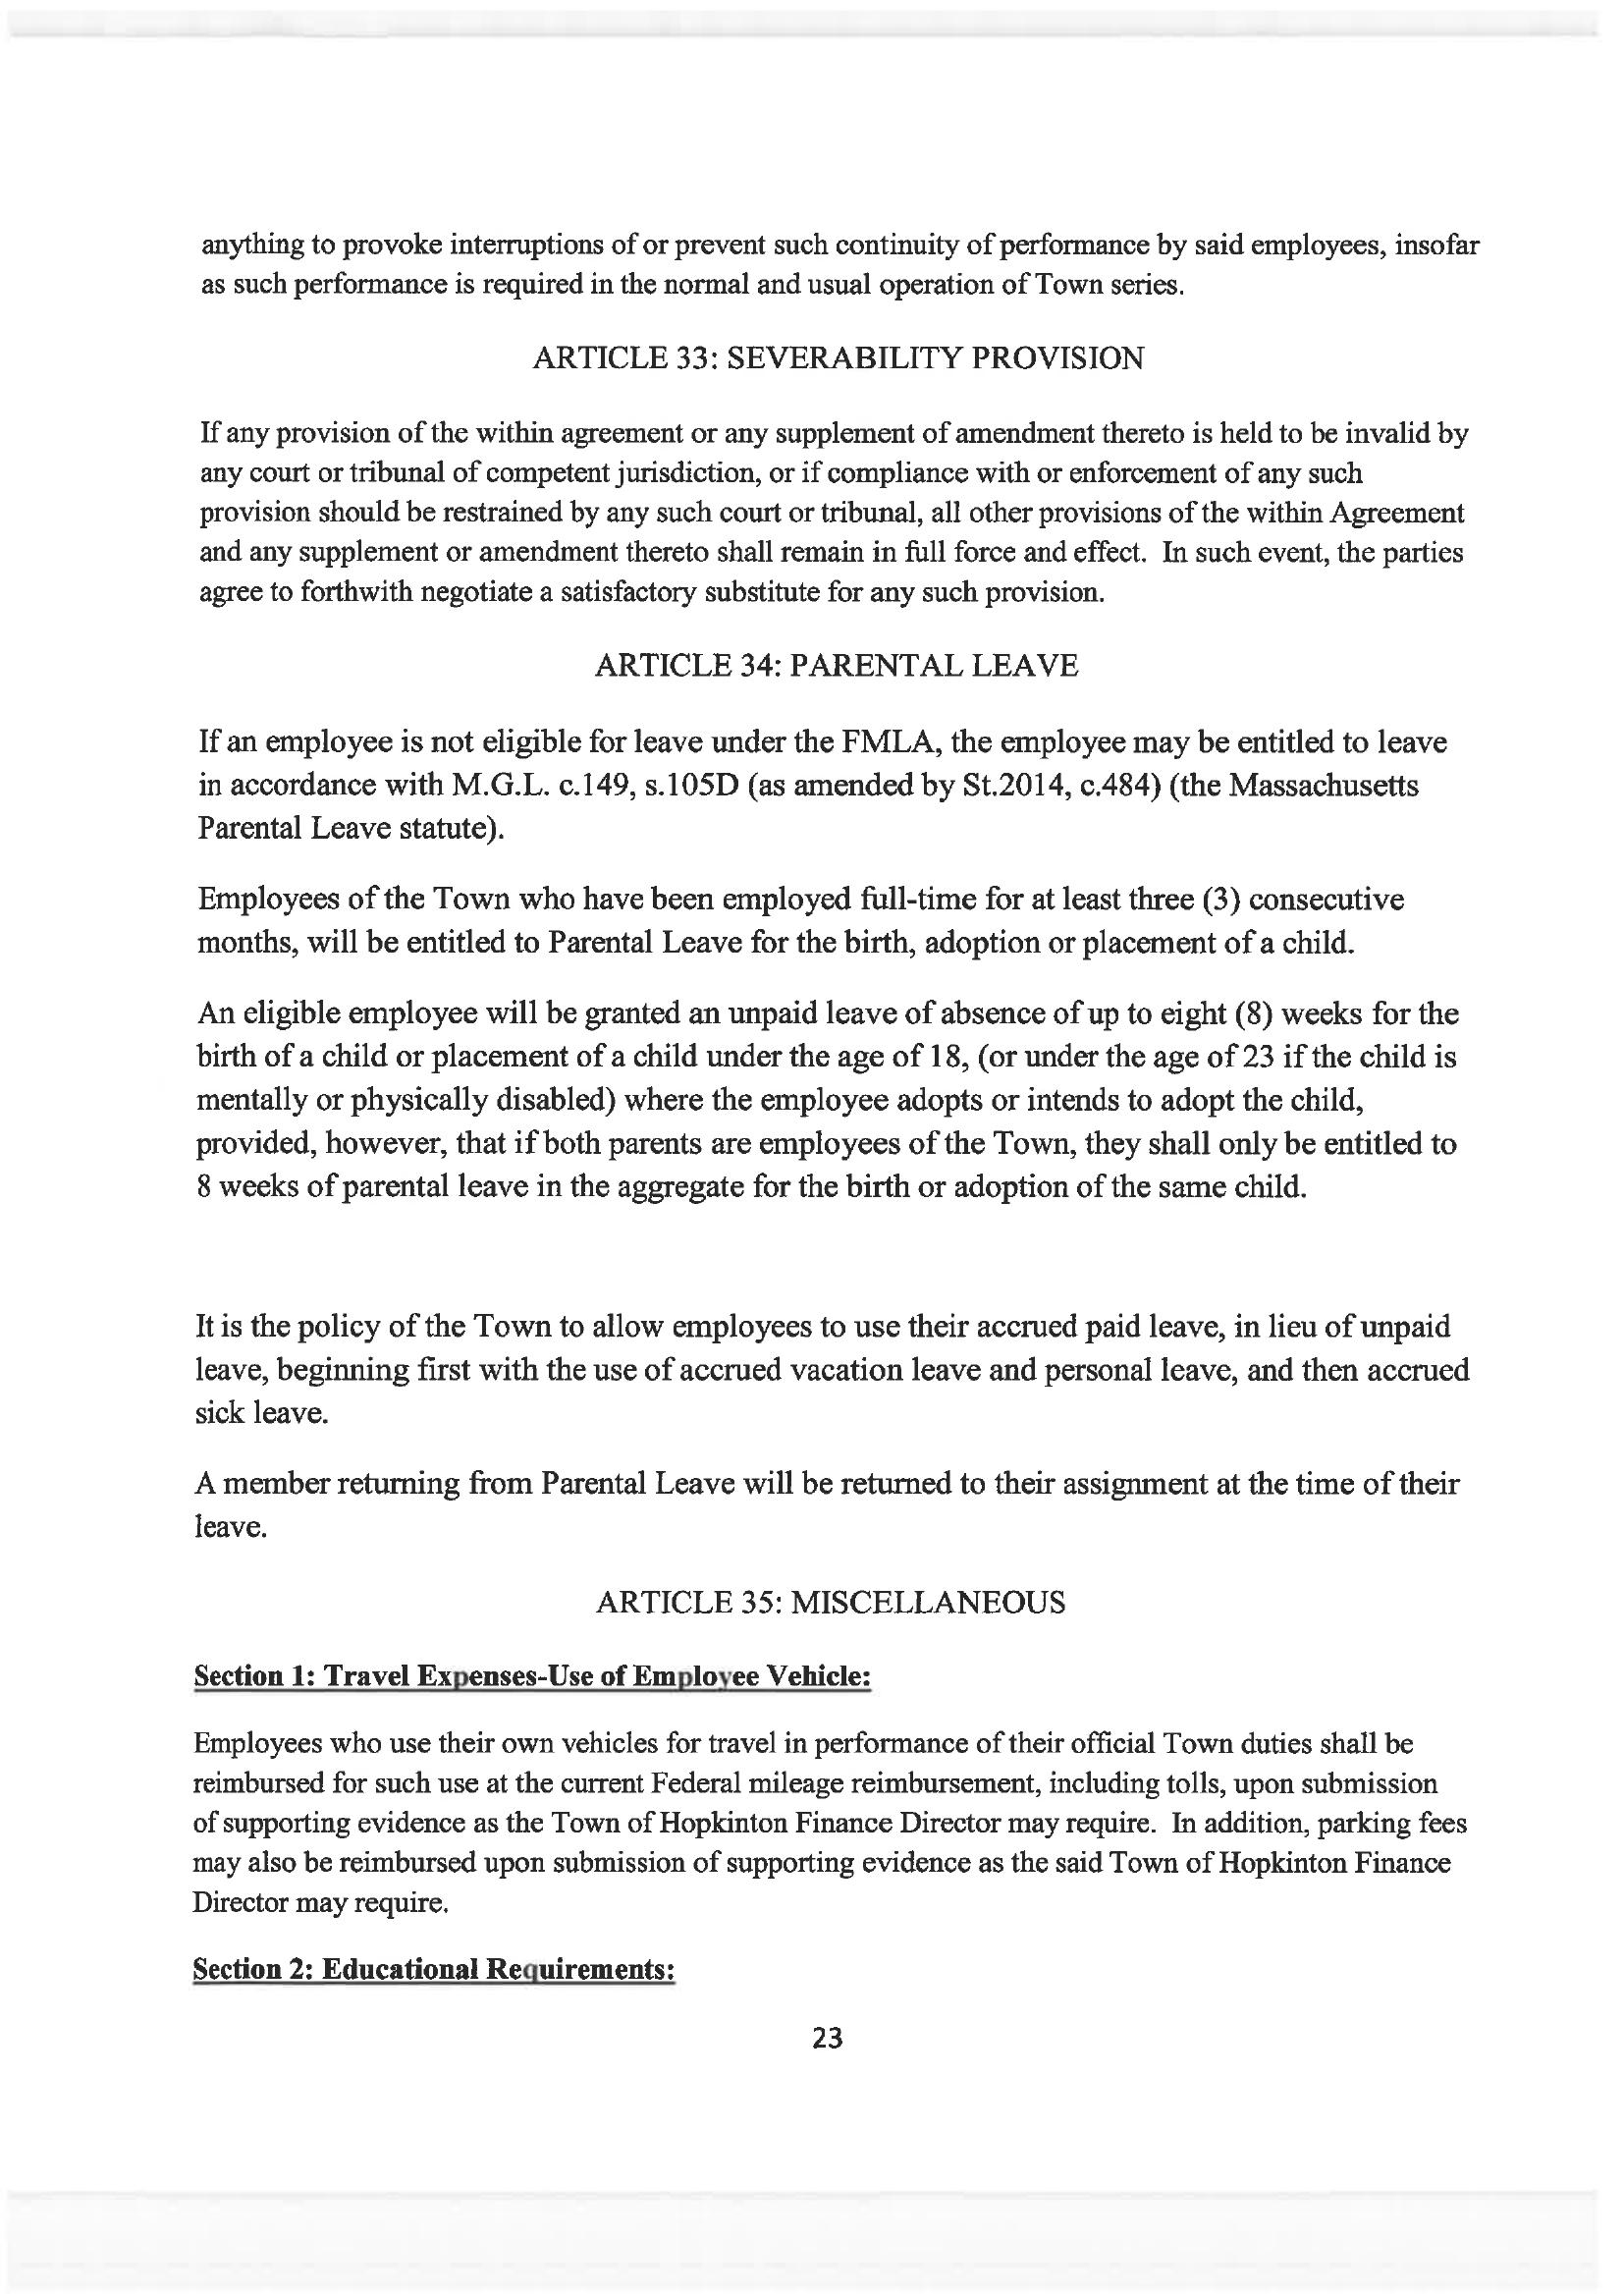 anything to provoke interruptions of or prevent such continuity of performance by said employees, insofar
as such performance is required in the normal and usual operation of Town series.
ARTICLE 33: SEVERABILITY PROVISION
If any provision of the within agreement or any supplement of amendment thereto is held to be invalid by
any court or tribunal of competent jurisdiction, or if compliance with or enforcement of any such
provision should be restrained by any such court or tribunal, all other provisions of the within Agreement
and any supplement or amendment thereto shall remain in full force and effect. In such event, the parties
agree to forthwith negotiate a satisfactory substitute for any such provision.
ARTICLE 34: PARENTAL LEAVE
If an employee is not eligible for leave under the FMLA, the employee may be entitled to leave
in accordance with M.G.L. c.149, s.105D (as amended by St.2014, c.484) (the Massachusetts
Parental Leave statute).
Employees of the Town who have been employed full-time for at least three (3) consecutive
months, will be entitled to Parental Leave for the birth, adoption or placement of a child.
An eligible employee will be granted an unpaid leave of absence of up to eight (8) weeks for the
birth of a child or placement of a child under the age of 18, (or under the age of 23 if the child is
mentally or physically disabled) where the employee adopts or intends to adopt the child,
provided, however, that if both parents are employees of the Town, they shall only be entitled to
8 weeks of parental leave in the aggregate for the birth or adoption of the same child.
It is the policy of the Town to allow employees to use their accrued paid leave, in lieu of unpaid
leave, beginning first with the use of accrued vacation leave and personal leave, and then accrued
sick leave.
A member returning from Parental Leave will be returned to their assignment at the time of their
leave.
ARTICLE 35: MISCELLANEOUS
Section 1: Travel Expenses-Use of Employee Vehicle:
Employees who use their own vehicles for travel in performance of their official Town duties shall be
reimbursed for such use at the current Federal mileage reimbursement, including tolls, upon submission
of supporting evidence as the Town of Hopkinton Finance Director may require. In addition, parking fees
may also be reimbursed upon submission of supporting evidence as the said Town of Hopkinton Finance
Director may require.
Section 2: Educational Requirements:
23